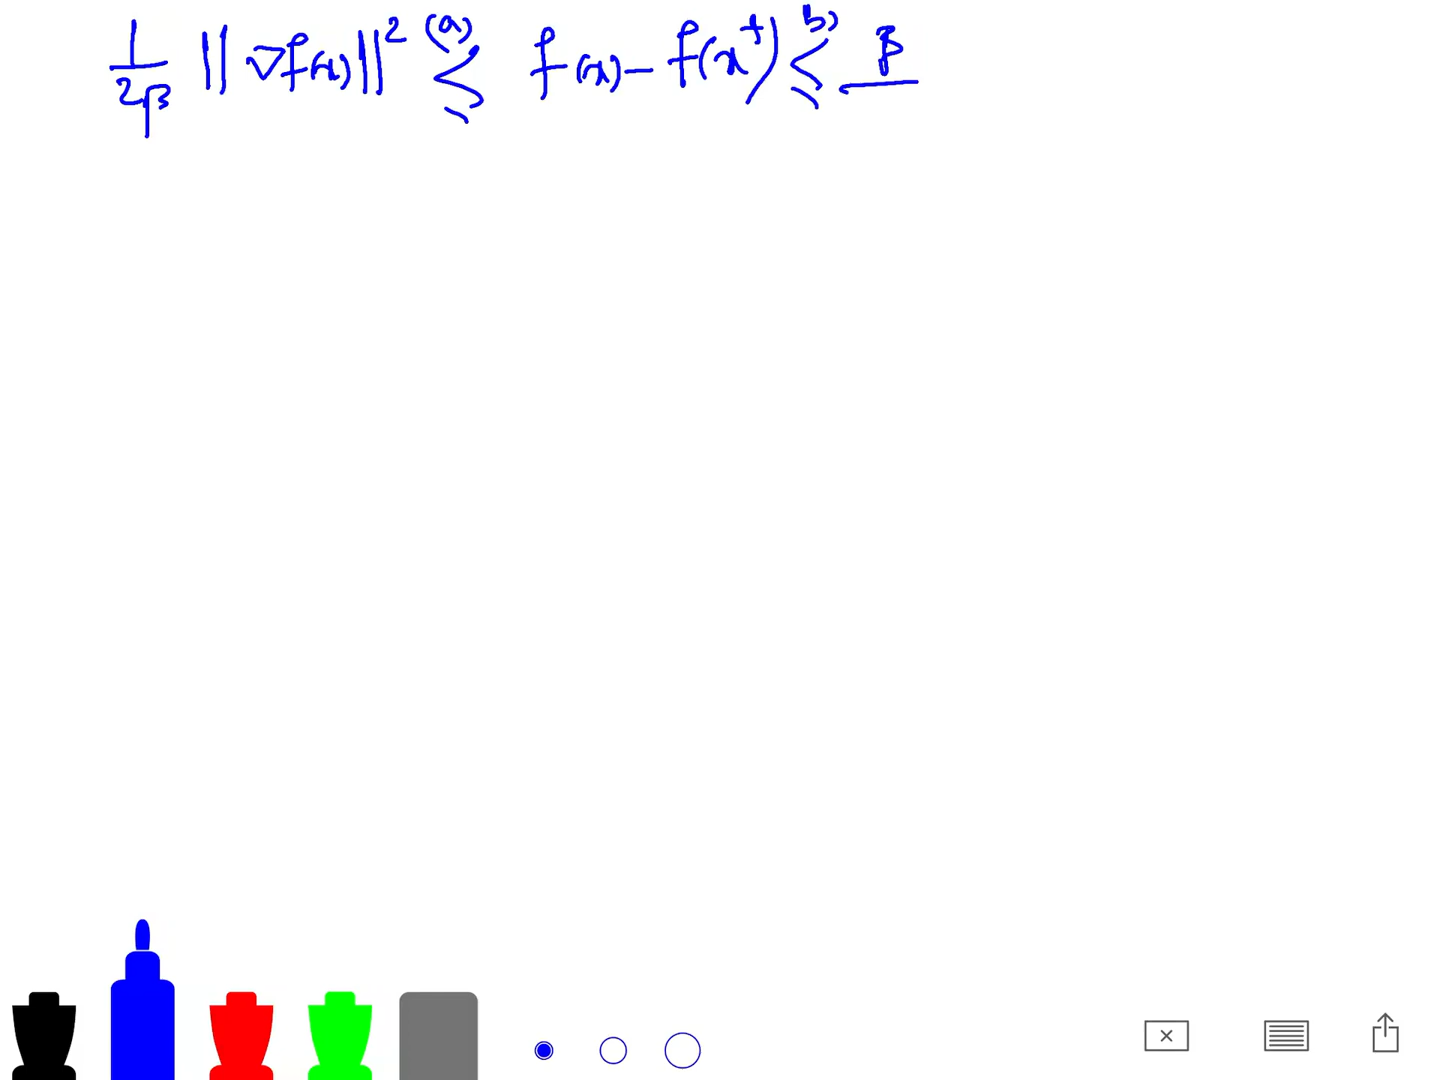 1/2β ||∇f(x)||² (a) ≤ f(x) - f(x*) b) ≤ β/